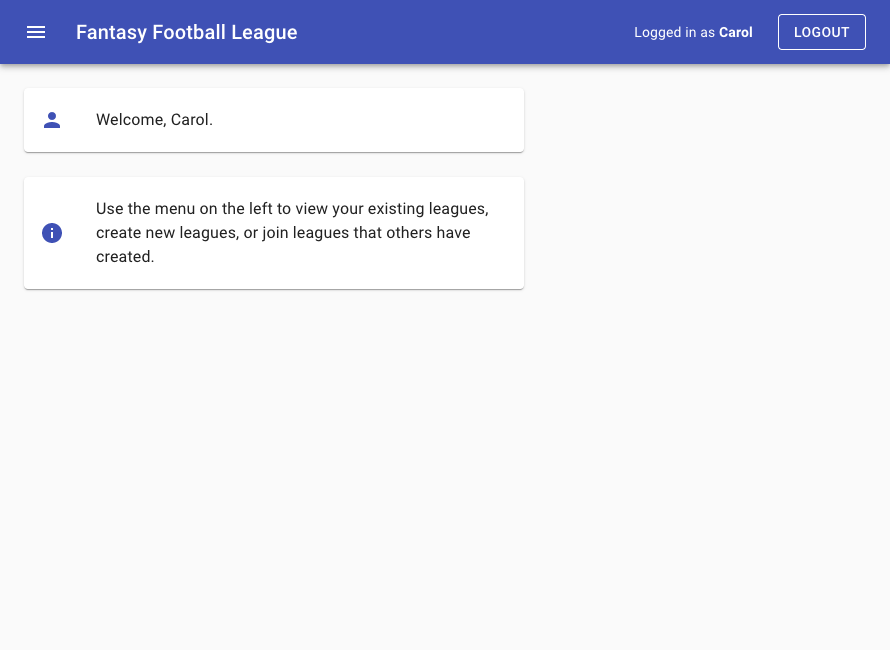 Fantasy Football League
Logged in as Carol
LOGOUT
Welcome, Carol.
Use the menu on the left to view your existing leagues,
create new leagues, or join leagues that others have
created.